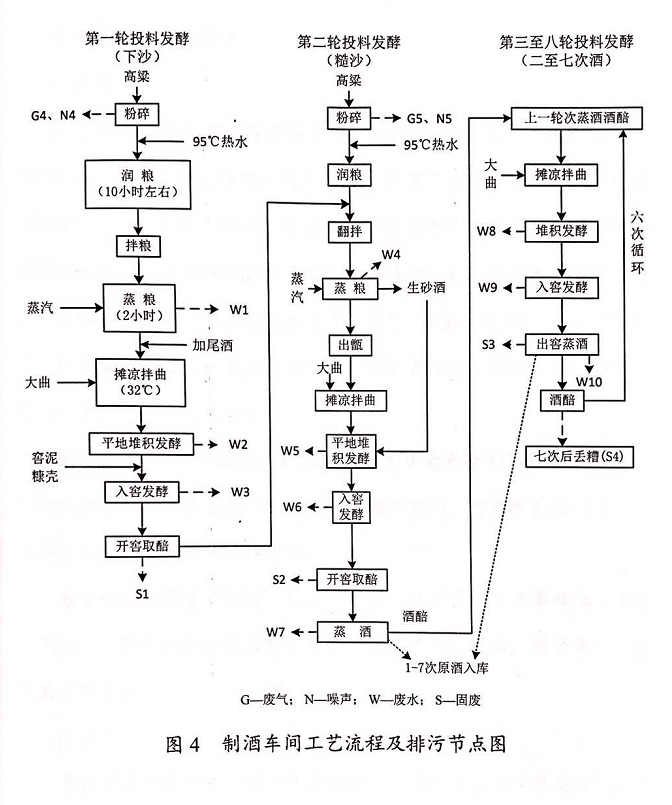 第一轮投料发酵
（下沙）
高梁
G4、N4
粉碎
95℃热水
润 粮
（10小时左右）
拌粮
蒸汽
蒸 粮
（2小时）
W1
加尾酒
大曲
摊凉拌曲
（32℃）
平地堆积发酵
W2
窖泥
糠壳
入窖发酵
W3
开窖取醅
S1
第二轮投料发酵
（糙沙）
高梁
粉碎
G5、N5
95℃热水
润粮
翻拌
W4
蒸
汽
蒸 粮
生砂酒
出甑
大曲
摊凉拌曲
W5
平地堆
积发酵
W6
入窖
发酵
S2
开窖取醅
W7
蒸 酒
酒醅
1-7次原酒入库
第三至八轮投料发酵
（二至七次酒）
上一轮次蒸酒酒醅
大
曲
摊凉拌曲
W8
堆积发酵
W9
入窖发酵
S3
出窖蒸酒
W10
酒醅
七次后丢糟(S4)
六
次
循
环
G—废气；N—噪声；W—废水；S—固废
图 4 制酒车间工艺流程及排污节点图